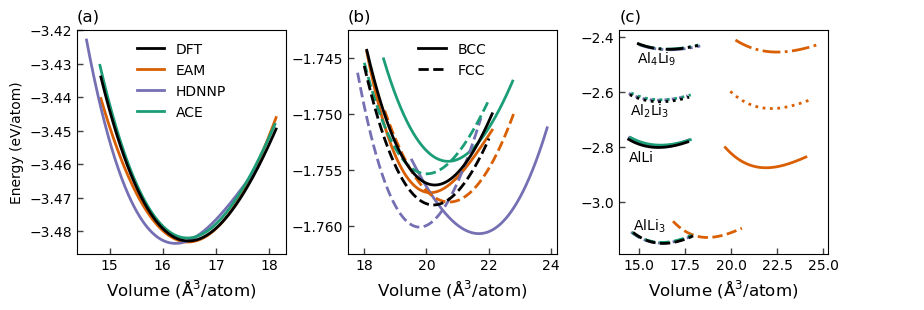 (a)
(b)
(c)
−3.42
−3.43
−3.44
−3.45
−3.46
−3.47
−3.48
Energy (eV/atom)
DFT
EAM
HDNNP
ACE
15
16
17
18
Volume (Å³/atom)
−1.745
−1.750
−1.755
−1.760
BCC
FCC
18
20
22
24
Volume (Å³/atom)
−2.4
−2.6
−2.8
−3.0
Al₄Li₉
Al₂Li₃
AlLi
AlLi₃
15.0
17.5
20.0
22.5
25.0
Volume (Å³/atom)